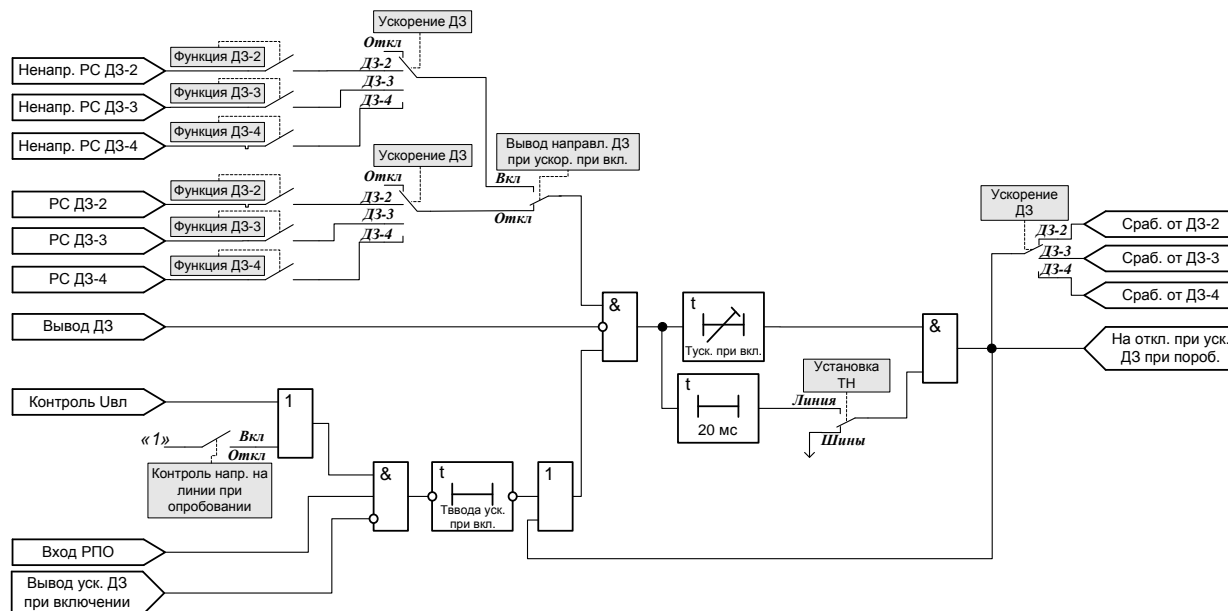 Ускорение ДЗ
Откл
Функция ДЗ-2
Ненапр. РС ДЗ-2
ДЗ-2
Функция ДЗ-3
Ненапр. РС ДЗ-3
ДЗ-3
Функция ДЗ-4
Ненапр. РС ДЗ-4
ДЗ-4
Ускорение ДЗ
Вывод направл. ДЗ
при ускор. при вкл.
Откл
Вкл
Функция ДЗ-2
РС ДЗ-2
ДЗ-2
Откл
Функция ДЗ-3
РС ДЗ-3
ДЗ-3
Функция ДЗ-4
РС ДЗ-4
ДЗ-4
Ускорение
ДЗ
ДЗ-2
Сраб. от ДЗ-2
ДЗ-3
Сраб. от ДЗ-3
ДЗ-4
Сраб. от ДЗ-4
Вывод ДЗ
&
t
Туск. при вкл.
&
На откл. при уск.
ДЗ при пороб.
t
20 мс
Установка
ТН
Линия
Шины
Контроль Uвл
1
«1»
Вкл
Откл
Контроль напр. на
линии при
опробовании
&
t
Тввода уск.
при вкл.
1
Вход РПО
Вывод уск. ДЗ
при включении